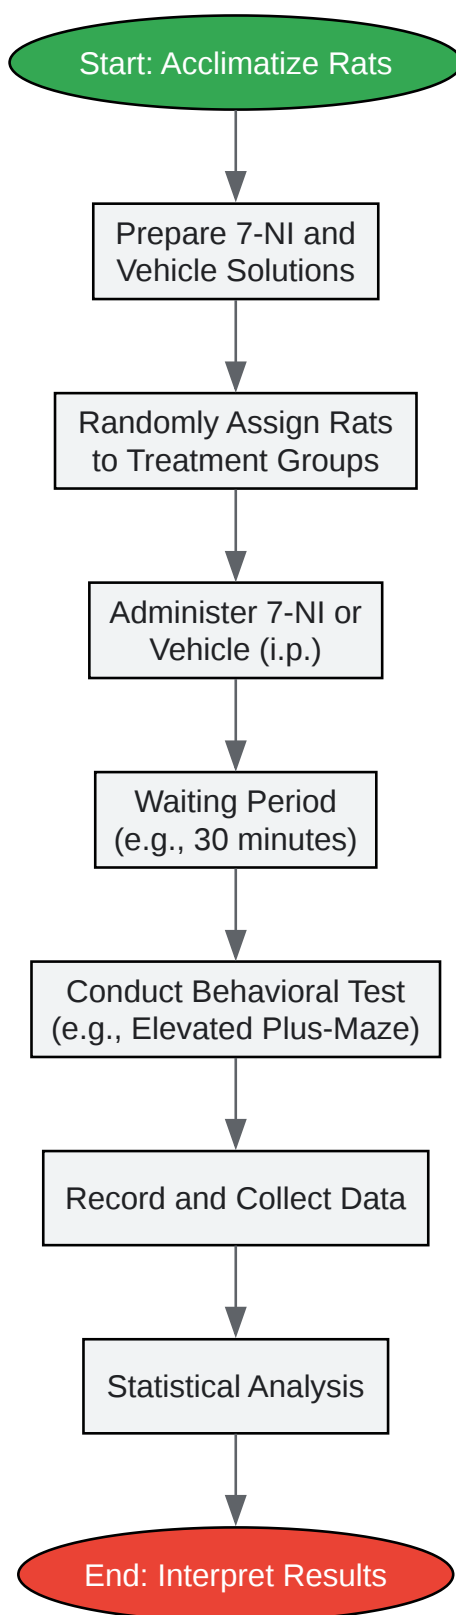 Start: Acclimatize Rats
Prepare 7-NI and
Vehicle Solutions
Randomly Assign Rats
to Treatment Groups
Administer 7-NI or
Vehicle (i.p.)
Waiting Period
(e.g., 30 minutes)
Conduct Behavioral Test
(e.g., Elevated Plus-Maze)
Record and Collect Data
Statistical Analysis
End: Interpret Results